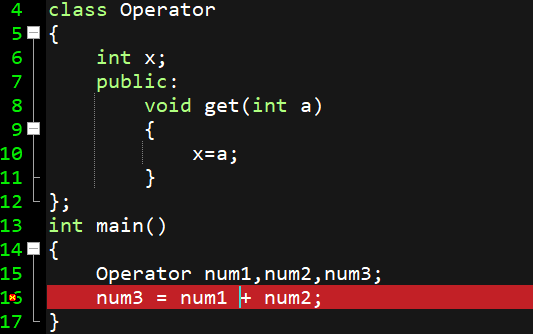 4 class Operator
5 {
6 int x;
7 public:
8 void get(int a)
9 {
10 x=a;
11 }
12 };
13 int main()
14 {
15 Operator num1,num2,num3;
16 num3 = num1 + num2;
17 }